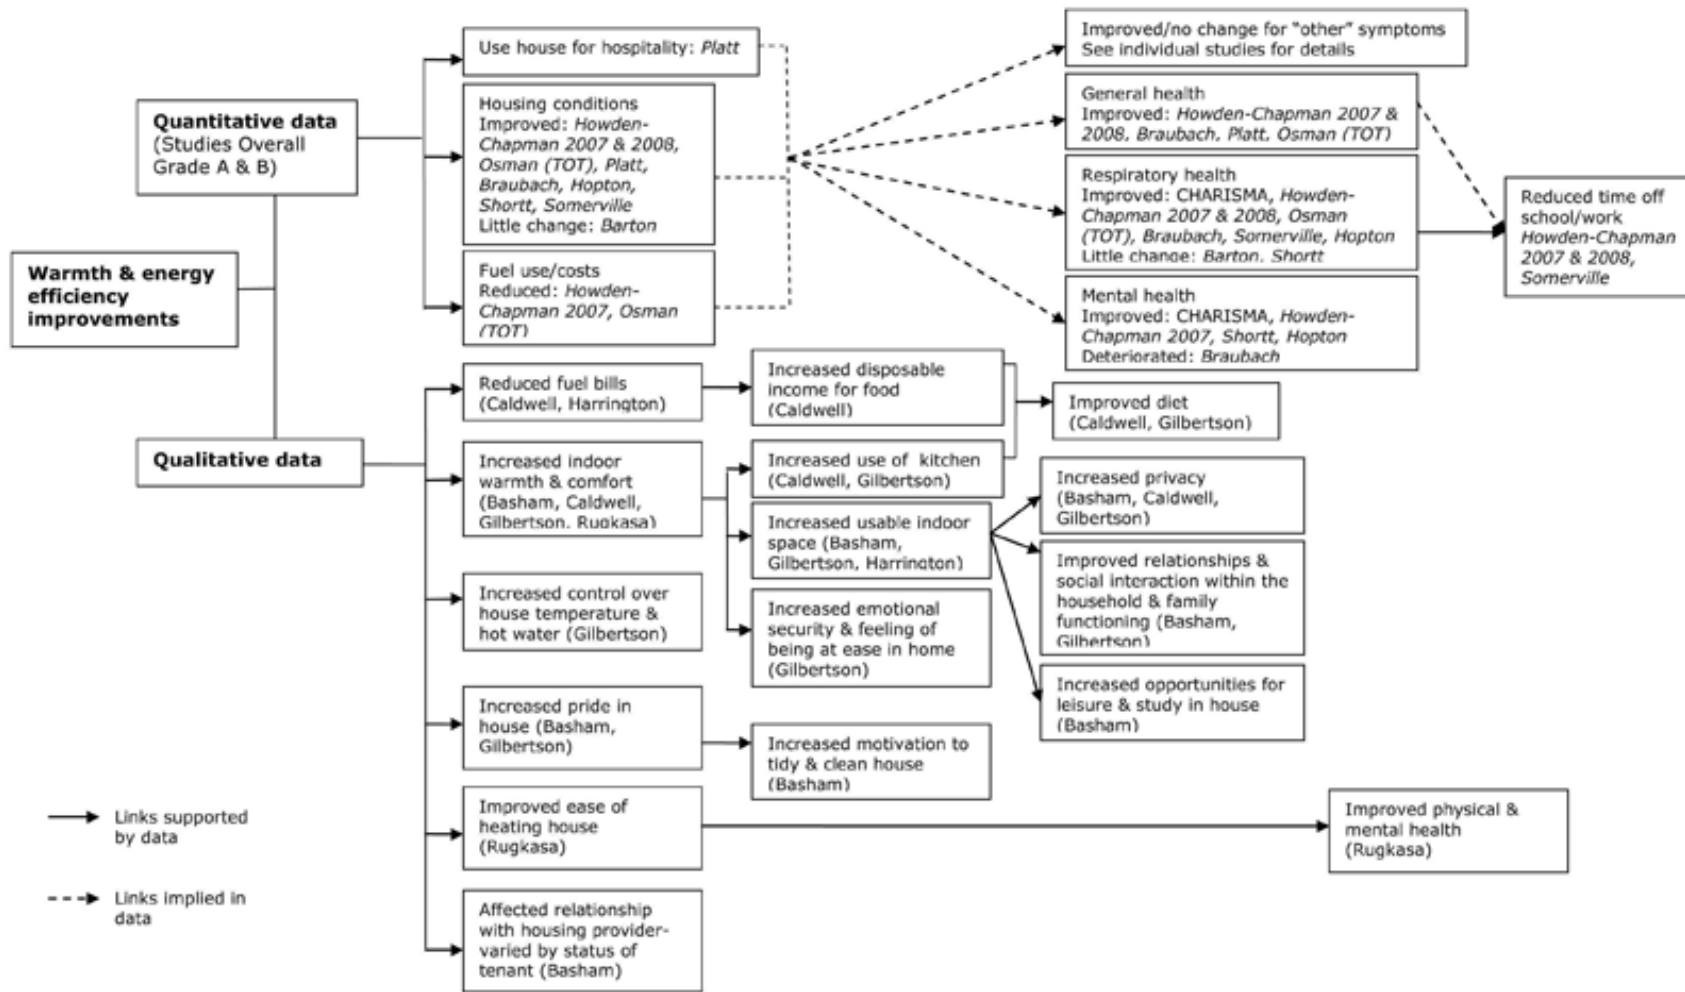 Warmth & energy
efficiency
improvements
Quantitative data
(Studies Overall
Grade A & B)
Use house for hospitality: Platt
Housing conditions
Improved: Howden-
Chapman 2007 & 2008,
Osman (TOT), Platt,
Braubach, Hopton,
Shortt, Somerville
Little change: Barton
Fuel use/costs
Reduced: Howden-
Chapman 2007, Osman
(TOT)
Improved/no change for “other” symptoms
See individual studies for details
General health
Improved: Howden-Chapman 2007 &
2008, Braubach, Platt, Osman (TOT)
Respiratory health
Improved: CHARISMA, Howden-
Chapman 2007 & 2008, Osman
(TOT), Braubach, Somerville, Hopton
Little change: Barton, Shortt
Mental health
Improved: CHARISMA, Howden-
Chapman 2007, Shortt, Hopton
Deteriorated: Braubach
Reduced time off
school/work
Howden-Chapman
2007 & 2008,
Somerville
Qualitative data
Reduced fuel bills
(Caldwell, Harrington)
Increased indoor
warmth & comfort
(Basham, Caldwell,
Gilbertson, Rugkasa)
Increased control over
house temperature &
hot water (Gilbertson)
Increased pride in
house (Basham,
Gilbertson)
Improved ease of
heating house
(Rugkasa)
Affected relationship
with housing provider-
varied by status of
tenant (Basham)
Increased disposable
income for food
(Caldwell)
Increased use of kitchen
(Caldwell, Gilbertson)
Increased usable indoor
space (Basham,
Gilbertson, Harrington)
Increased emotional
security & feeling of
being at ease in home
(Gilbertson)
Increased motivation to
tidy & clean house
(Basham)
Improved diet
(Caldwell, Gilbertson)
Increased privacy
(Basham, Caldwell,
Gilbertson)
Improved relationships &
social interaction within the
household & family
functioning (Basham,
Gilbertson)
Increased opportunities for
leisure & study in house
(Basham)
Improved physical &
mental health
(Rugkasa)
Links supported
by data
Links implied in
data